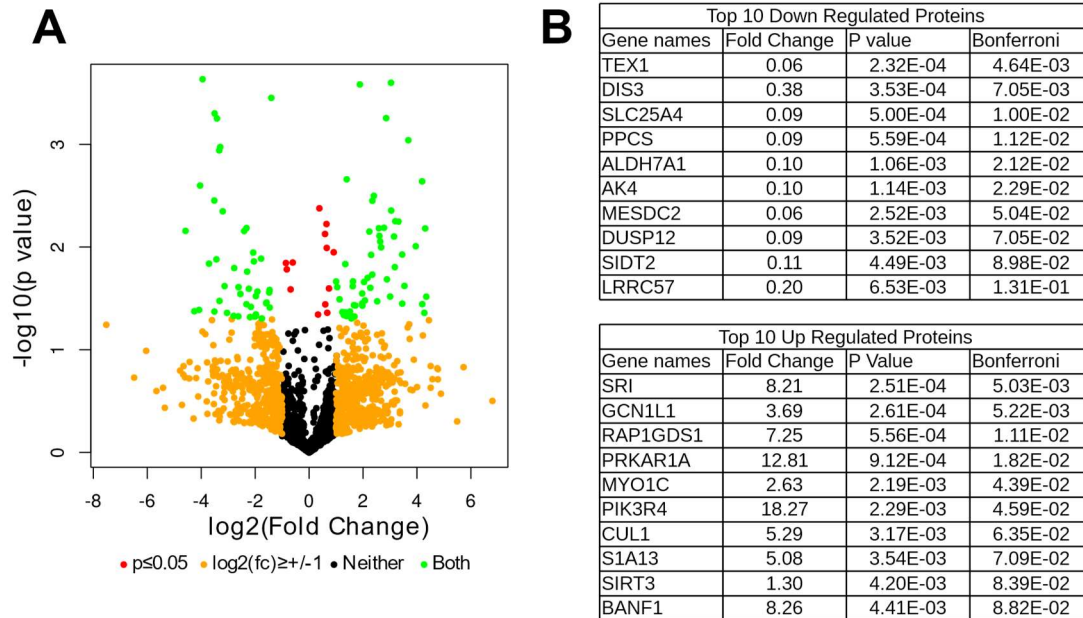 A
-log10(p value)
3
2
1
0
-8 -6 -4 -2 0 2 4 6
log2(Fold Change)
p≤0.05 log2(fc)≥+/-1 Neither Both
B
Top 10 Down Regulated Proteins
Gene names Fold Change P value Bonferroni
TEX1 0.06 2.32E-04 4.64E-03
DIS3 0.38 3.53E-04 7.05E-03
SLC25A4 0.09 5.00E-04 1.00E-02
PPCS 0.09 5.59E-04 1.12E-02
ALDH7A1 0.10 1.06E-03 2.12E-02
AK4 0.10 1.14E-03 2.29E-02
MESDC2 0.06 2.52E-03 5.04E-02
DUSP12 0.09 3.52E-03 7.05E-02
SIDT2 0.11 4.49E-03 8.98E-02
LRRC57 0.20 6.53E-03 1.31E-01
Top 10 Up Regulated Proteins
Gene names Fold Change P Value Bonferroni
SRI 8.21 2.51E-04 5.03E-03
GCN1L1 3.69 2.61E-04 5.22E-03
RAP1GDS1 7.25 5.56E-04 1.11E-02
PRKAR1A 12.81 9.12E-04 1.82E-02
MYO1C 2.63 2.19E-03 4.39E-02
PIK3R4 18.27 2.29E-03 4.59E-02
CUL1 5.29 3.17E-03 6.35E-02
S1A13 5.08 3.54E-03 7.09E-02
SIRT3 1.30 4.20E-03 8.39E-02
BANF1 8.26 4.41E-03 8.82E-02